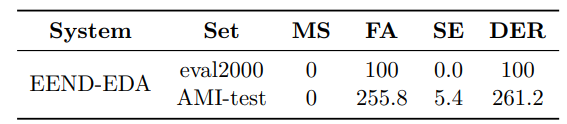 System Set MS FA SE DER
EEND-EDA
eval2000 0 100 0.0 100
AMI-test 0 255.8 5.4 261.2